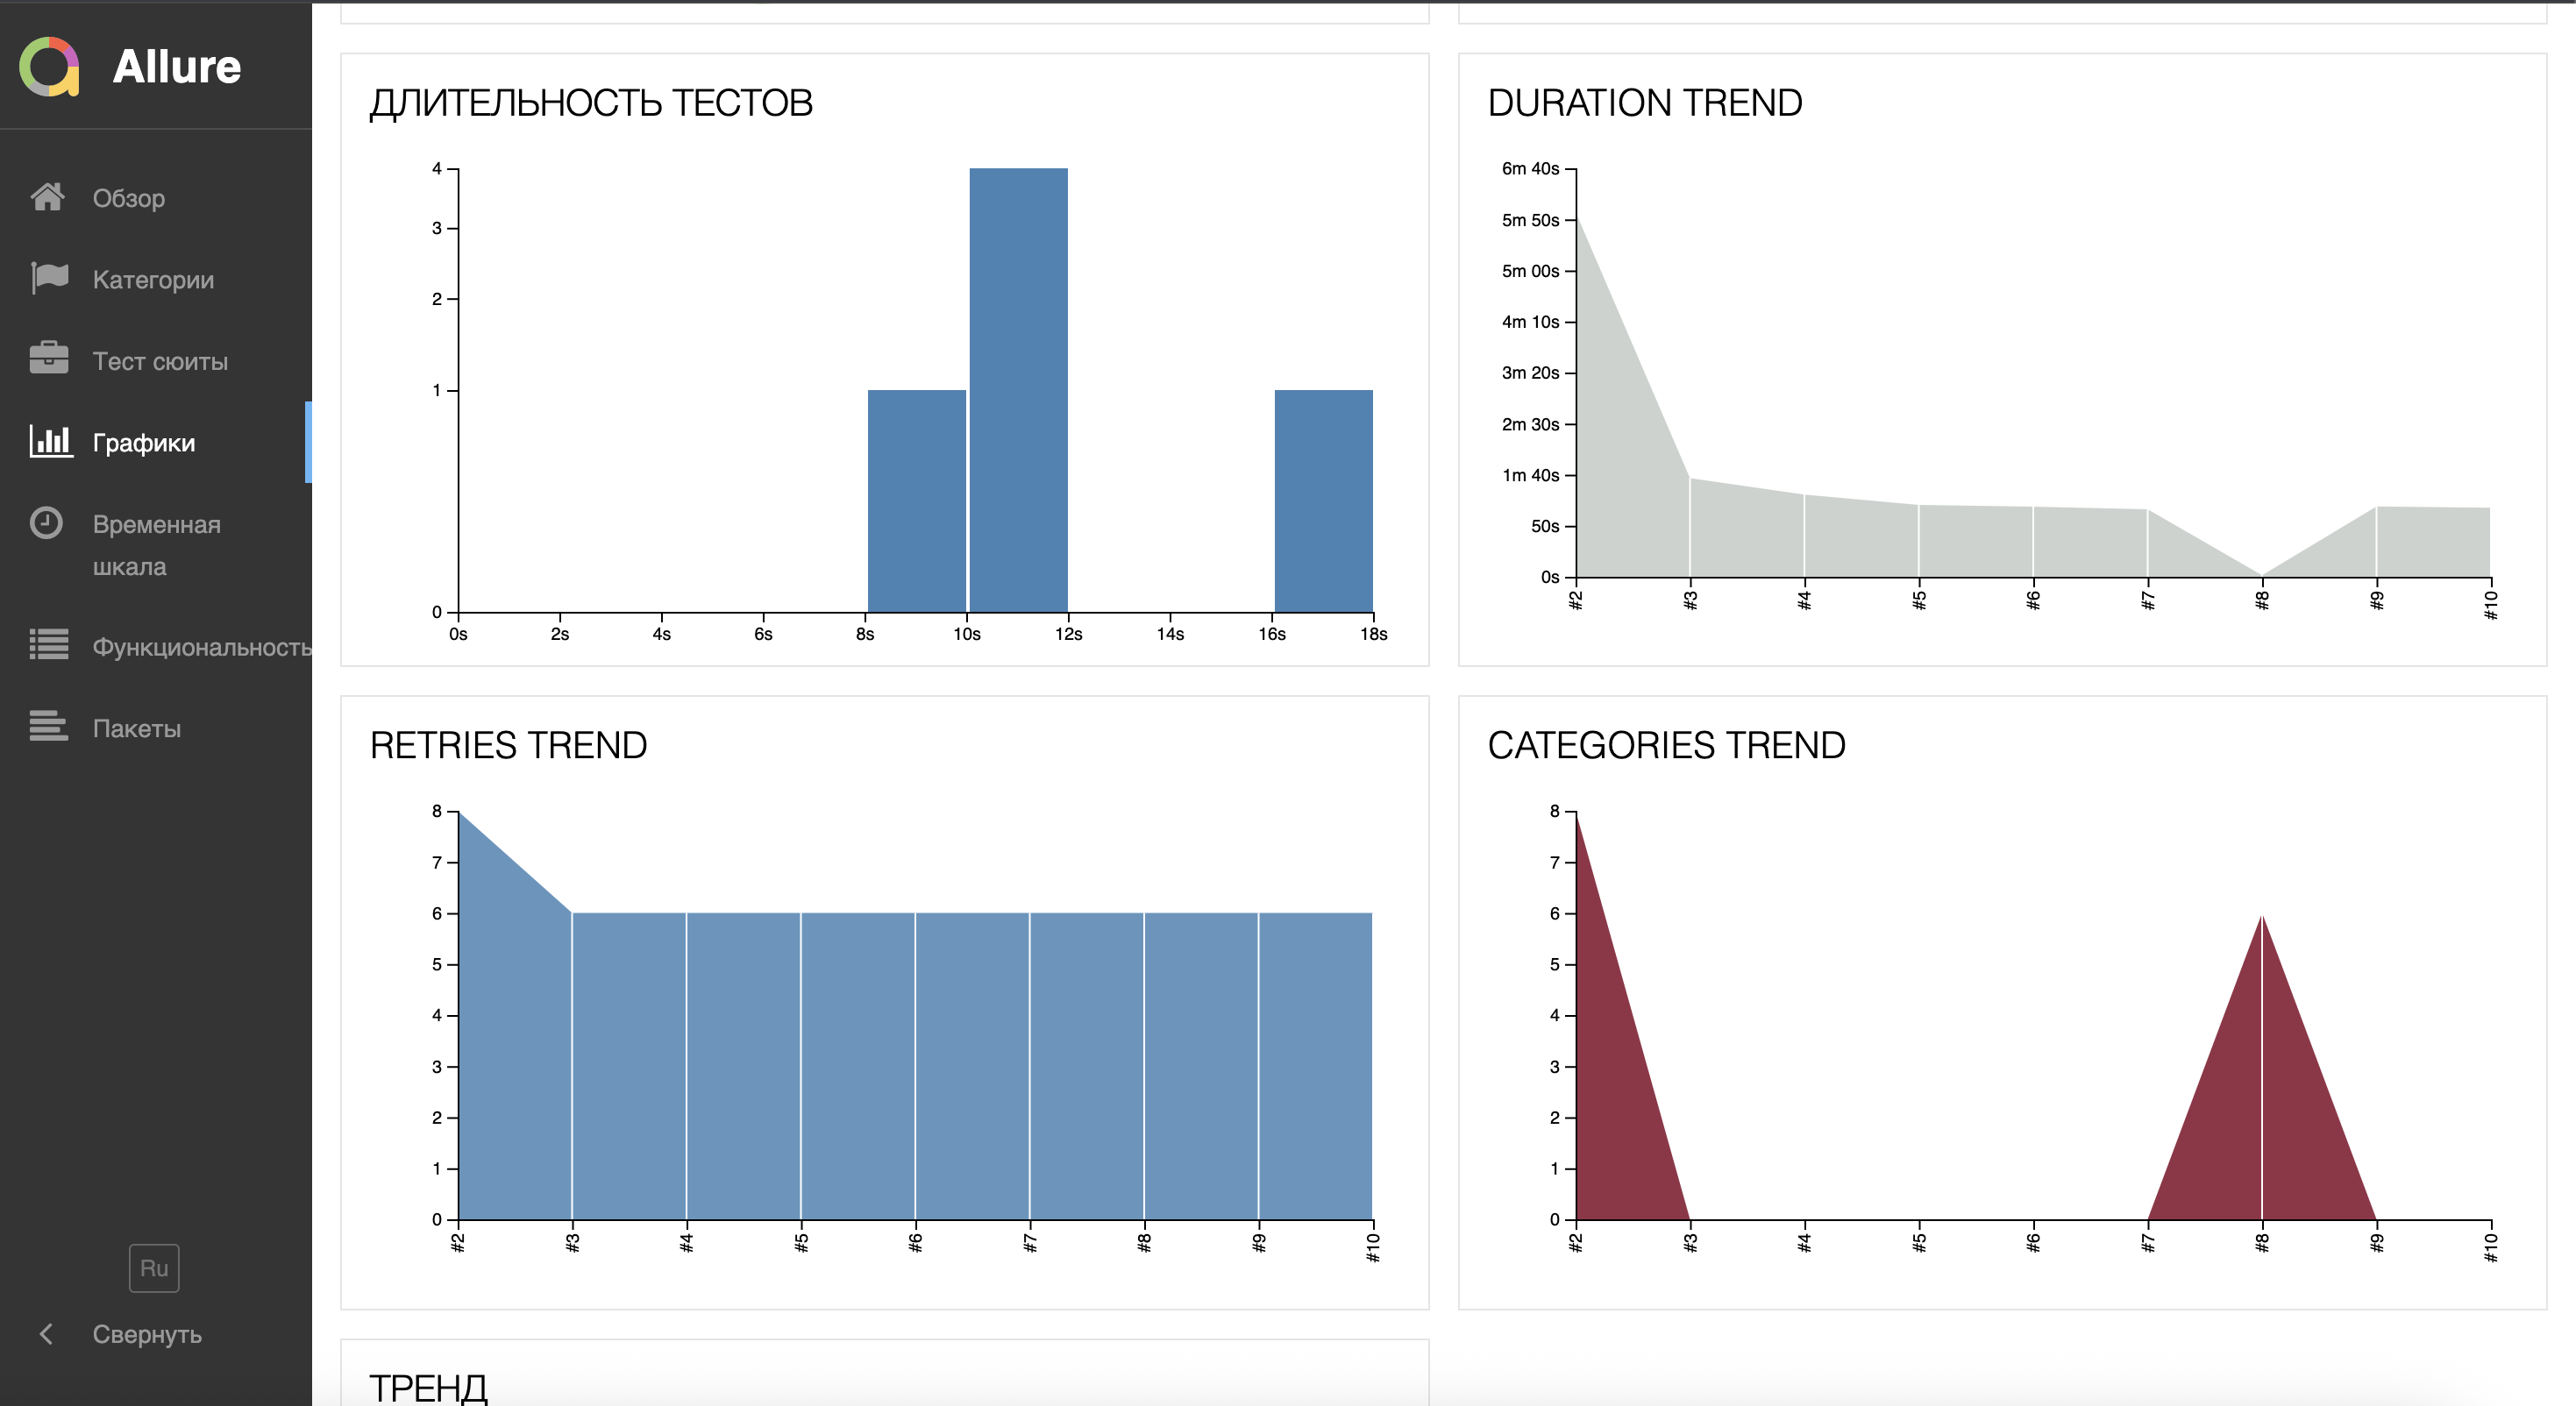 Allure
Обзор
Категории
Тест сюиты
Графики
Временная
шкала
Функциональность
Пакеты
Ru
Свернуть
ДЛИТЕЛЬНОСТЬ ТЕСТОВ
4
3
2
1
0
0s 2s 4s 6s 8s 10s 12s 14s 16s 18s
DURATION TREND
6m 40s
5m 50s
5m 00s
4m 10s
3m 20s
2m 30s
1m 40s
50s
0s
#2 #3 #4 #5 #6 #7 #8 #9 #10
RETRIES TREND
8
7
6
5
4
3
2
1
0
#2 #3 #4 #5 #6 #7 #8 #9 #10
CATEGORIES TREND
8
7
6
5
4
3
2
1
0
#2 #3 #4 #5 #6 #7 #8 #9 #10
ТРЕНД